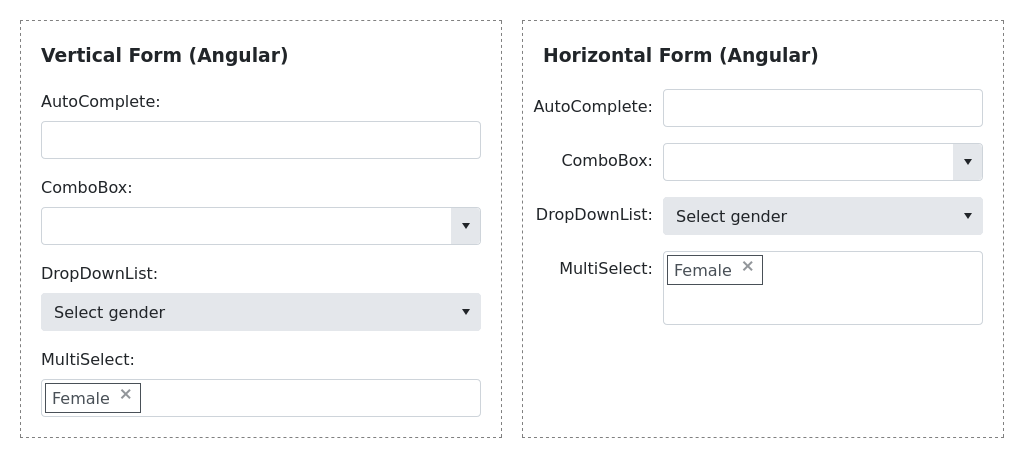 Vertical Form (Angular)
AutoComplete:
ComboBox:
DropDownList:
Select gender
MultiSelect:
Female ✕
Horizontal Form (Angular)
AutoComplete:
ComboBox:
DropDownList: Select gender
MultiSelect: Female ✕